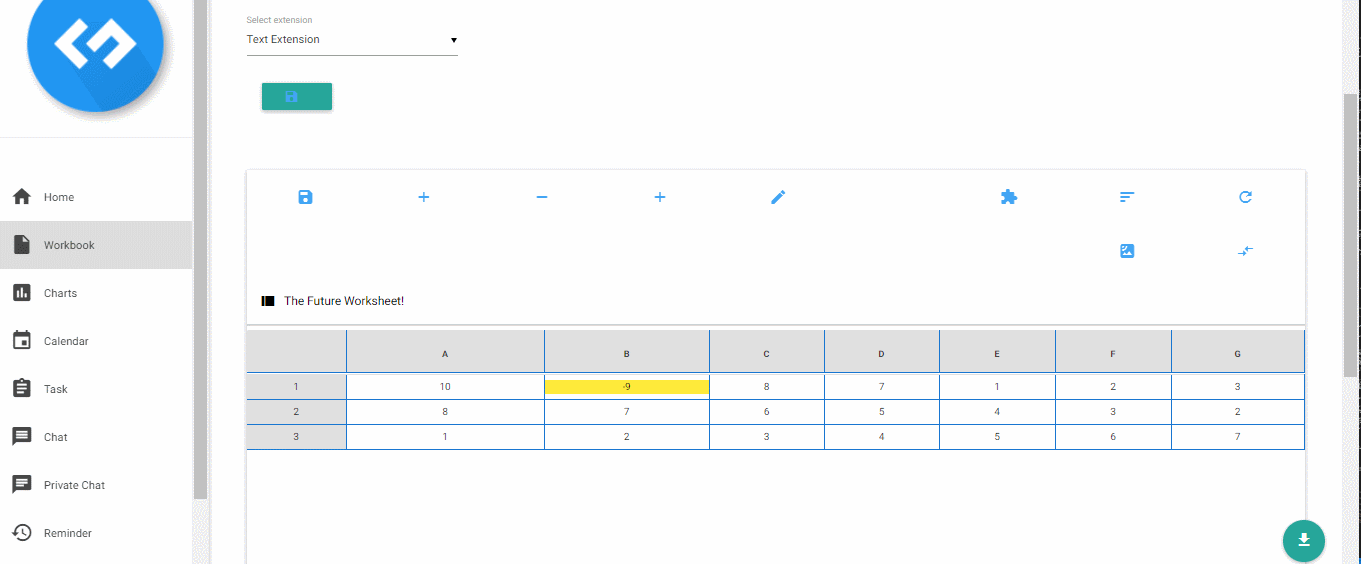 Select extension
Text Extension
Home
Workbook
Charts
Calendar
Task
Chat
Private Chat
Reminder
The Future Worksheet!
A B C D E F G
1 10 -9 8 7 1 2 3
2 8 7 6 5 4 3 2
3 1 2 3 4 5 6 7